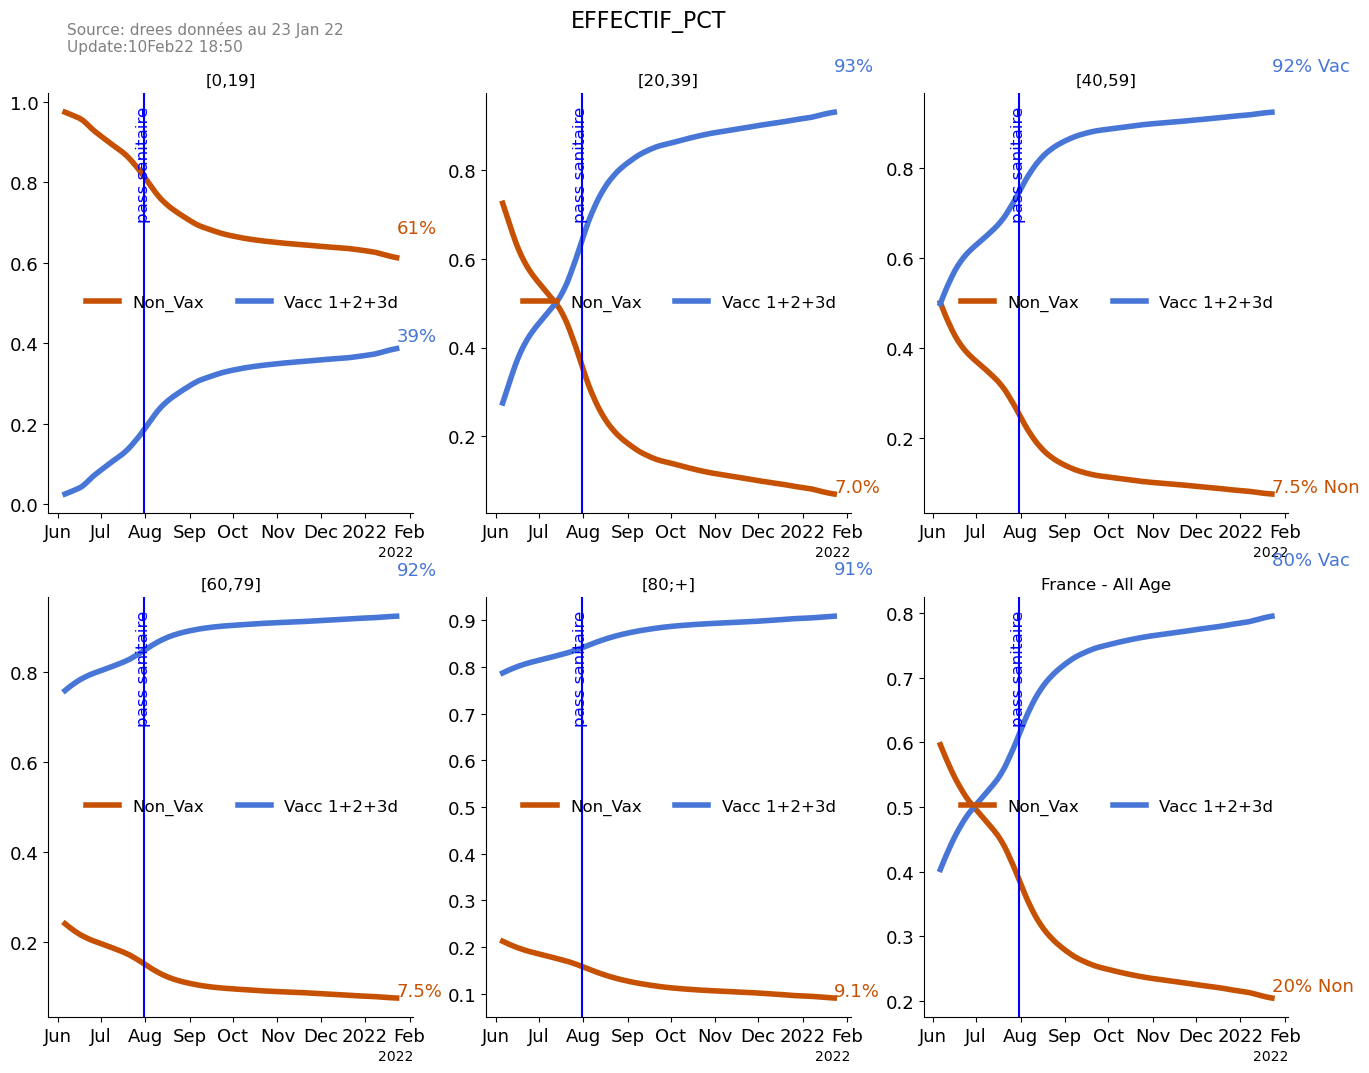 EFFECTIF_PCT
Source: drees données au 23 Jan 22
Update:10Feb22 18:50
[0,19]
1.0
0.8
0.6
0.4
0.2
0.0
pass sanitaire
61%
Non_Vax
Vacc 1+2+3d
39%
Jun
Jul
Aug
Sep
Oct
Nov
Dec
2022
Feb
2022
[20,39]
93%
0.8
0.6
0.4
0.2
pass sanitaire
Non_Vax
Vacc 1+2+3d
7.0%
Jun
Jul
Aug
Sep
Oct
Nov
Dec
2022
Feb
2022
[40,59]
92% Vac
0.8
0.6
0.4
0.2
pass sanitaire
Non_Vax
Vacc 1+2+3d
7.5% Non
Jun
Jul
Aug
Sep
Oct
Nov
Dec
2022
Feb
2022
[60,79]
92%
0.8
0.6
0.4
0.2
pass sanitaire
Non_Vax
Vacc 1+2+3d
7.5%
Jun
Jul
Aug
Sep
Oct
Nov
Dec
2022
Feb
2022
[80;+]
91%
0.9
0.8
0.7
0.6
0.5
0.4
0.3
0.2
0.1
pass sanitaire
Non_Vax
Vacc 1+2+3d
9.1%
Jun
Jul
Aug
Sep
Oct
Nov
Dec
2022
Feb
2022
France - All Age
80% Vac
0.8
0.7
0.6
0.5
0.4
0.3
0.2
pass sanitaire
Non_Vax
Vacc 1+2+3d
20% Non
Jun
Jul
Aug
Sep
Oct
Nov
Dec
2022
Feb
2022